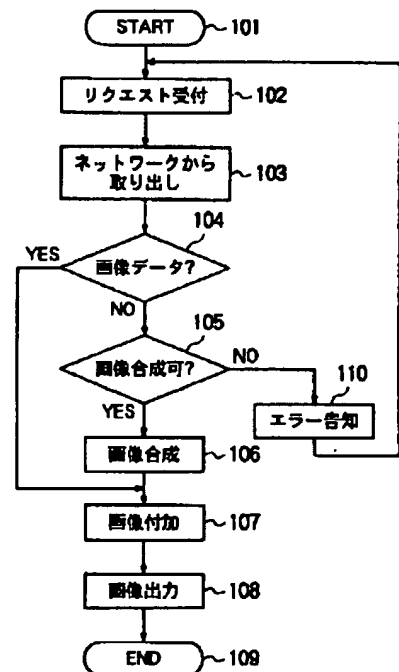 START 101
リクエスト受付 102
ネットワークから
取り出し 103
104
YES 画像データ?
NO
105
画像合成可? NO
YES
110
エラー告知
画像合成 106
画像付加 107
画像出力 108
END 109